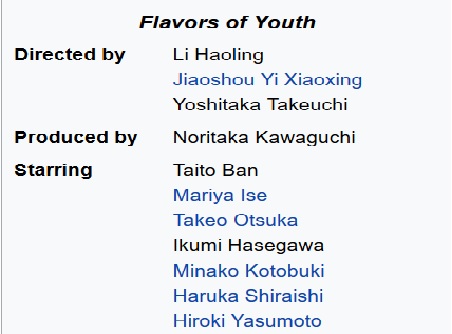 Flavors of Youth
Directed by Li Haoling
Jiaoshou Yi Xiaoxing
Yoshitaka Takeuchi
Produced by Noritaka Kawaguchi
Starring Taito Ban
Mariya Ise
Takeo Otsuka
Ikumi Hasegawa
Minako Kotobuki
Haruka Shiraishi
Hiroki Yasumoto